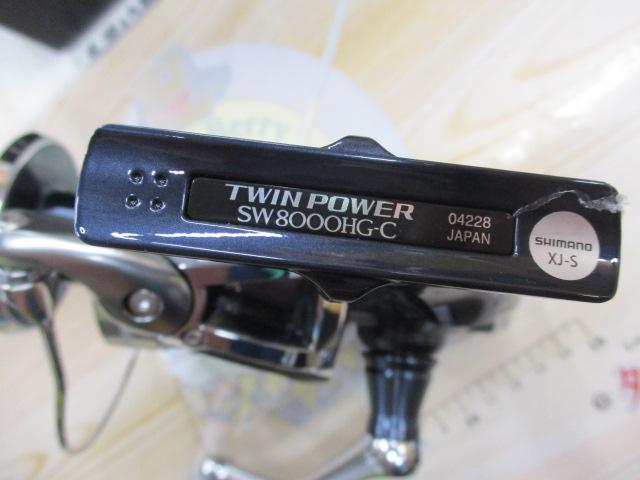 TWIN POWER
SW8000HG-C
04228
JAPAN
SHIMANO
XJ-S